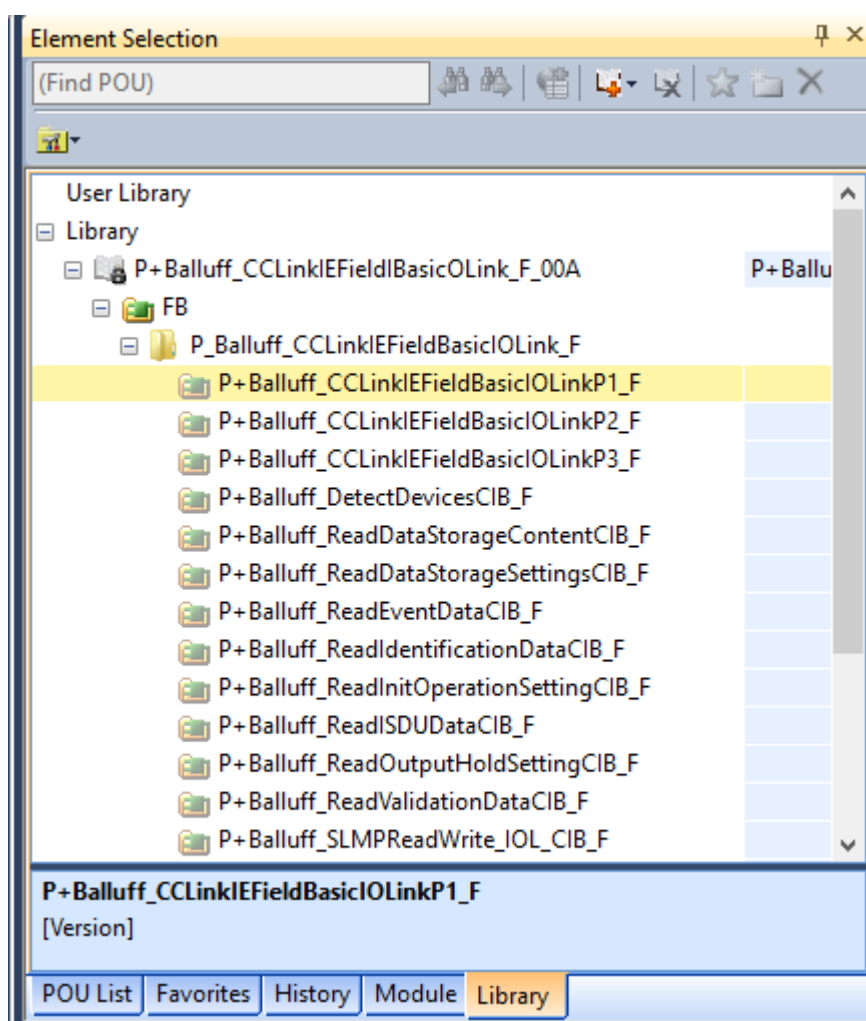 Element Selection
(Find POU)
User Library
Library
P+Balluff_CCLinkIEFieldIBasicOLink_F_00A P+Ballu
FB
P_Balluff_CCLinkIEFieldBasicIOLink_F
P+Balluff_CCLinkIEFieldBasicIOLinkP1_F
P+Balluff_CCLinkIEFieldBasicIOLinkP2_F
P+Balluff_CCLinkIEFieldBasicIOLinkP3_F
P+Balluff_DetectDevicesCIB_F
P+Balluff_ReadDataStorageContentCIB_F
P+Balluff_ReadDataStorageSettingsCIB_F
P+Balluff_ReadEventDataCIB_F
P+Balluff_ReadIdentificationDataCIB_F
P+Balluff_ReadInitOperationSettingCIB_F
P+Balluff_ReadISDUDataCIB_F
P+Balluff_ReadOutputHoldSettingCIB_F
P+Balluff_ReadValidationDataCIB_F
P+Balluff_SLMPReadWrite_IOL_CIB_F
P+Balluff_CCLinkIEFieldBasicIOLinkP1_F
[Version]
POU List Favorites History Module Library